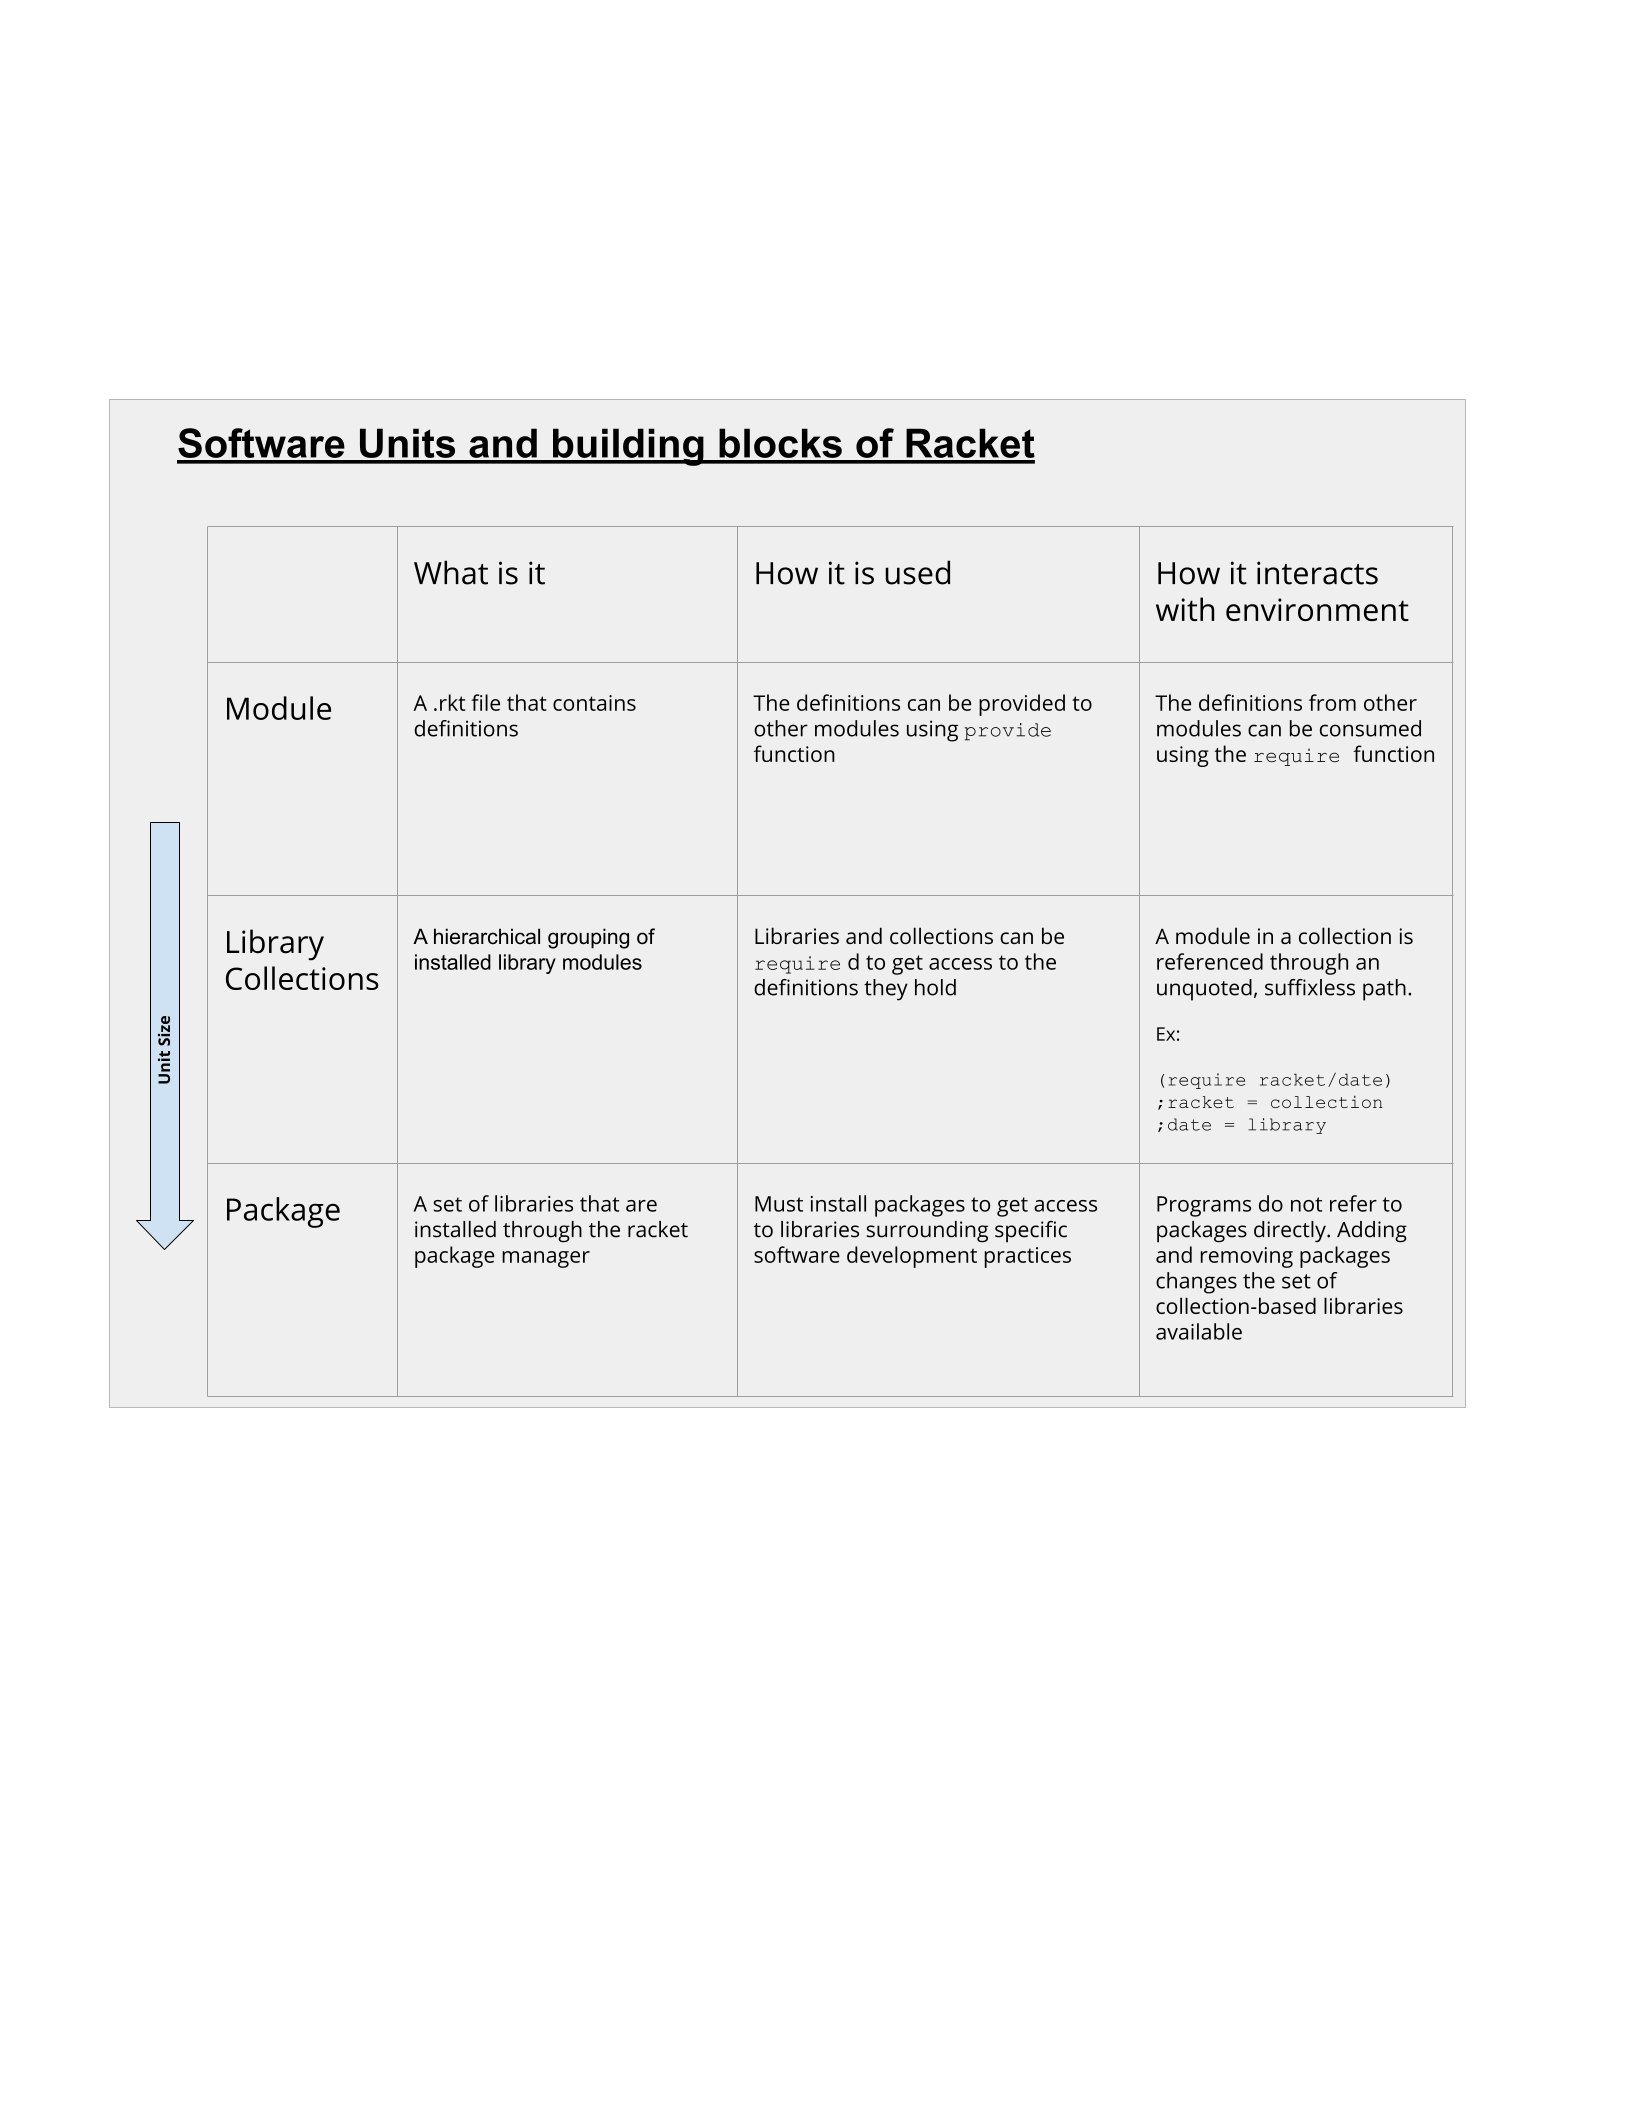 Software Units and building blocks of Racket
What is it
How it is used
How it interacts
with environment
Module
A .rkt file that contains
definitions
The definitions can be provided to
other modules using provide
function
The definitions from other
modules can be consumed
using the require function
Unit Size
Library
Collections
A hierarchical grouping of
installed library modules
Libraries and collections can be
require d to get access to the
definitions they hold
A module in a collection is
referenced through an
unquoted, suffixless path.
Ex:
(require racket/date)
;racket = collection
;date = library
Package
A set of libraries that are
installed through the racket
package manager
Must install packages to get access
to libraries surrounding specific
software development practices
Programs do not refer to
packages directly. Adding
and removing packages
changes the set of
collection-based libraries
available